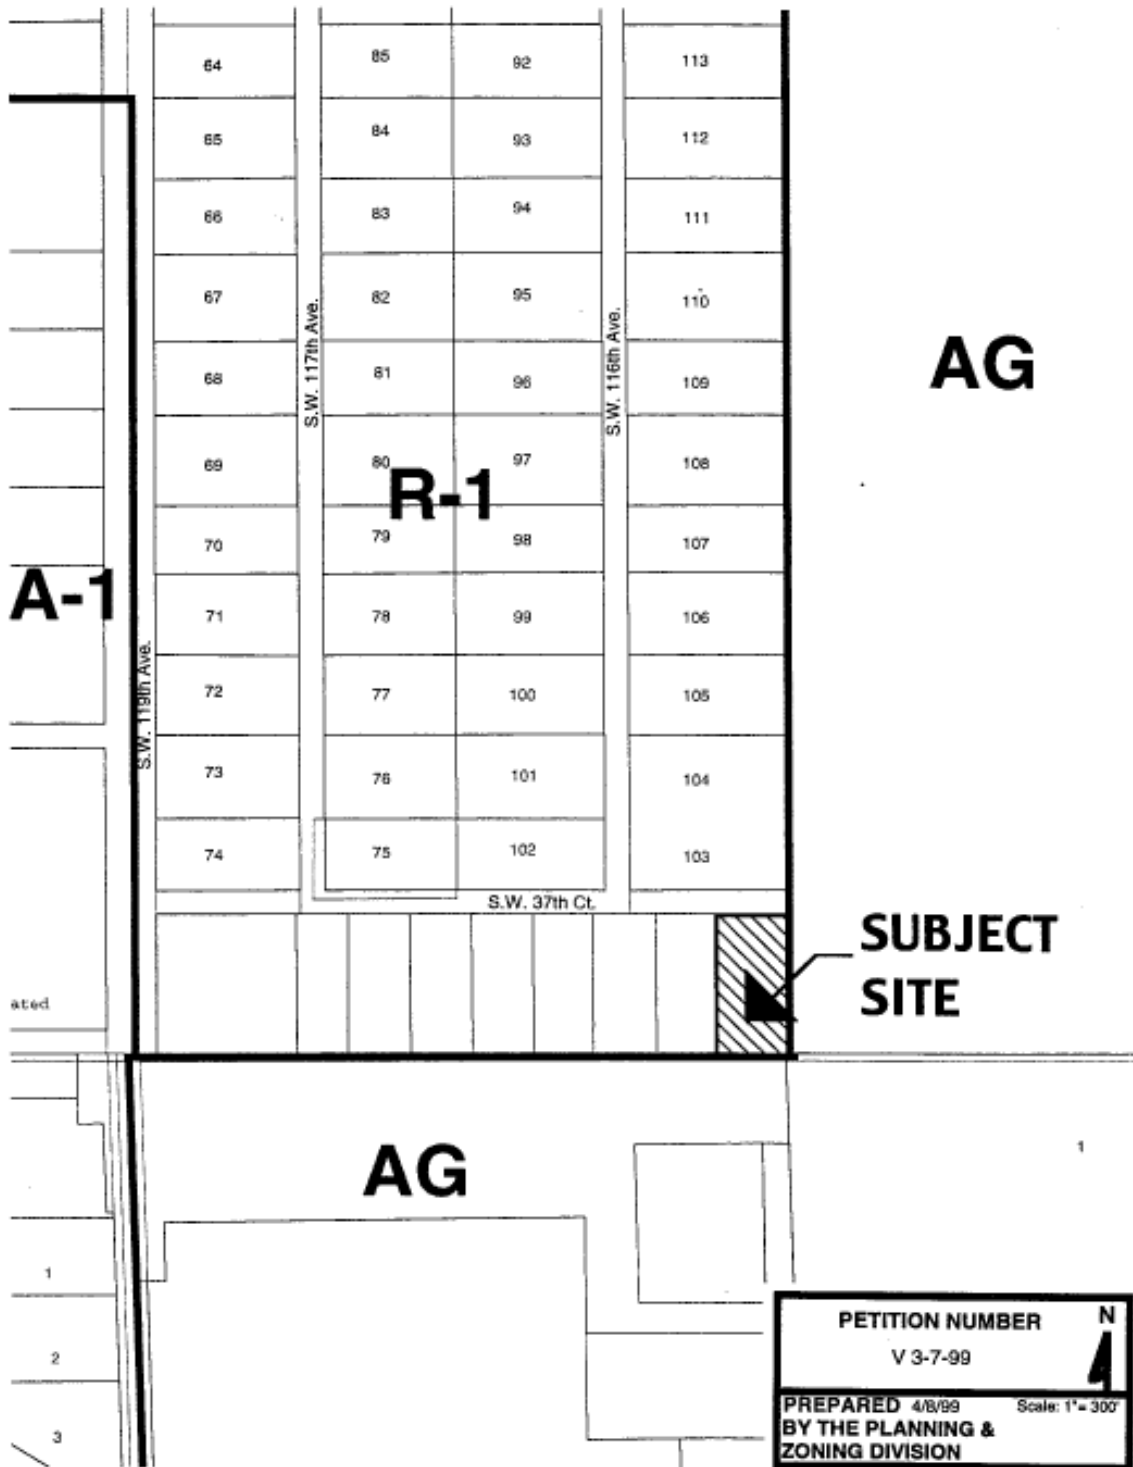 64 85 92 113
65 84 93 112
66 83 94 111
67 82 95 110
S.W. 117th Ave.
S.W. 116th Ave.
AG
68 81 96 109
69 80 97 108
R-1
70 79 98 107
A-1
71 78 99 106
S.W. 119th Ave.
72 77 100 105
73 76 101 104
74 75 102 103
S.W. 37th Ct.
SUBJECT
SITE
ated
AG
1
1
2
3
PETITION NUMBER N
V 3-7-99
PREPARED 4/8/99 Scale: 1"= 300'
BY THE PLANNING &
ZONING DIVISION